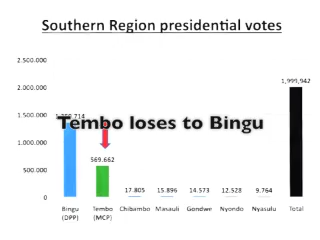 Southern Region presidential votes
2.500.000
1,999,942
2.000.000
1.500.000
Tembo loses to Bingu
1.000.000
569.662
500.000
17.805 15.896 14.573 12.528 9.764
0
Bingu (DPP) Tembo (MCP) Chibambo Masauli Gondwe Nyondo Nyasulu Total